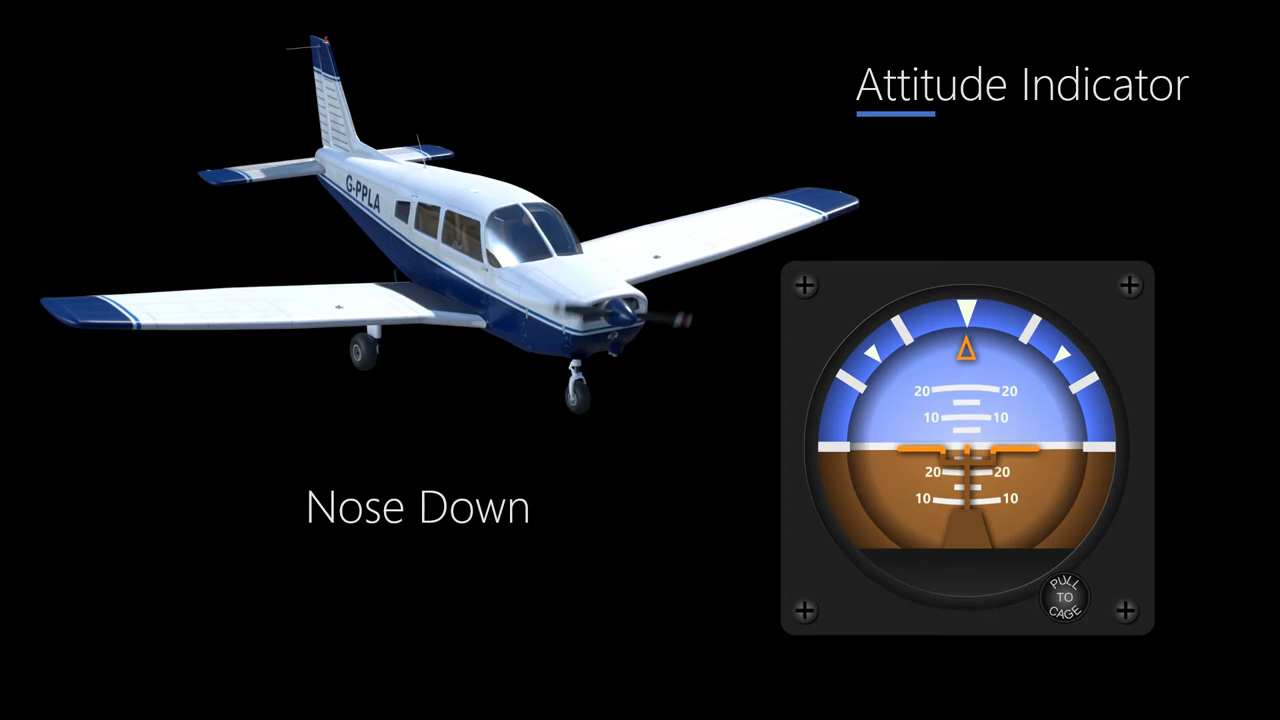 Attitude Indicator
G-PPLA
20 20
10 10
20 20
10 10
Nose Down
PULL
TO
CAGE